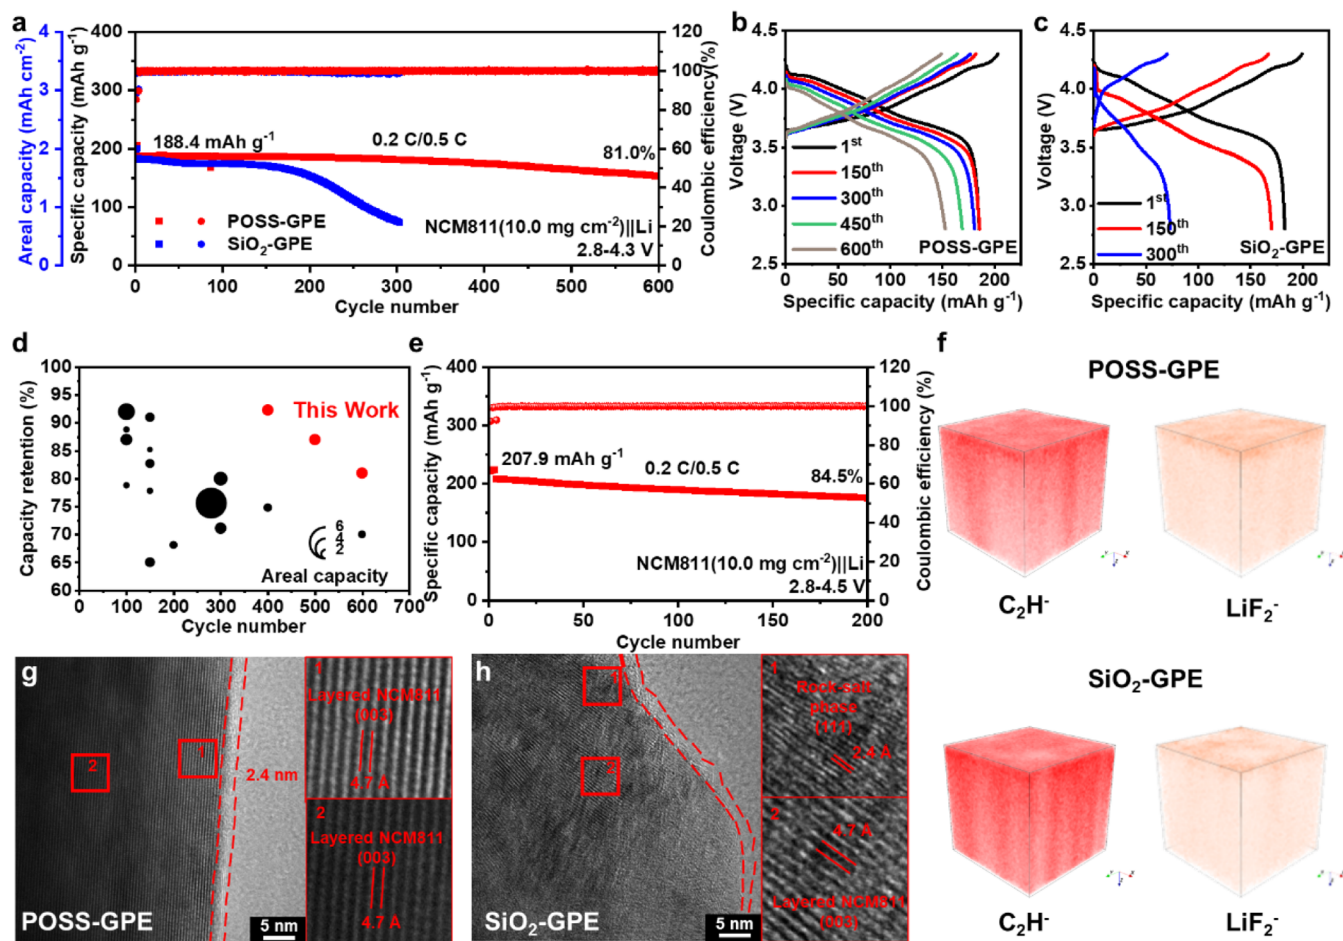 a
Areal capacity (mAh cm-2)
Specific capacity (mAh g-1)
Coulombic efficiency(%)
4
3
2
1
0
400
300
200
100
0
120
100
80
60
40
20
0
188.4 mAh g-1
0.2 C/0.5 C
81.0%
POSS-GPE
SiO2-GPE
NCM811(10.0 mg cm-2)||Li
2.8-4.3 V
0 100 200 300 400 500 600
Cycle number
b
Voltage (V)
4.5
4.0
3.5
3.0
2.5
1st
150th
300th
450th
600th
POSS-GPE
0 50 100 150 200
Specific capacity (mAh g-1)
c
Voltage (V)
4.5
4.0
3.5
3.0
2.5
1st
150th
300th
SiO2-GPE
0 50 100 150 200
Specific capacity (mAh g-1)
d
Capacity retention (%)
100
95
90
85
80
75
70
65
60
This Work
6
4
2
Areal capacity
0 100 200 300 400 500 600 700
Cycle number
e
Specific capacity (mAh g-1)
Coulombic efficiency (%)
400
300
200
100
0
120
100
80
60
40
20
0
207.9 mAh g-1
0.2 C/0.5 C
84.5%
NCM811(10.0 mg cm-2)||Li
2.8-4.5 V
0 50 100 150 200
Cycle number
f
POSS-GPE
C2H-
LiF2-
SiO2-GPE
C2H-
LiF2-
g
2
1
2.4 nm
POSS-GPE
5 nm
1
Layered NCM811
(003)
4.7 A
2
Layered NCM811
(003)
4.7 A
h
1
2
SiO2-GPE
5 nm
1
Rock-salt
phase
(111)
2.4 A
2
4.7 A
Layered NCM811
(003)